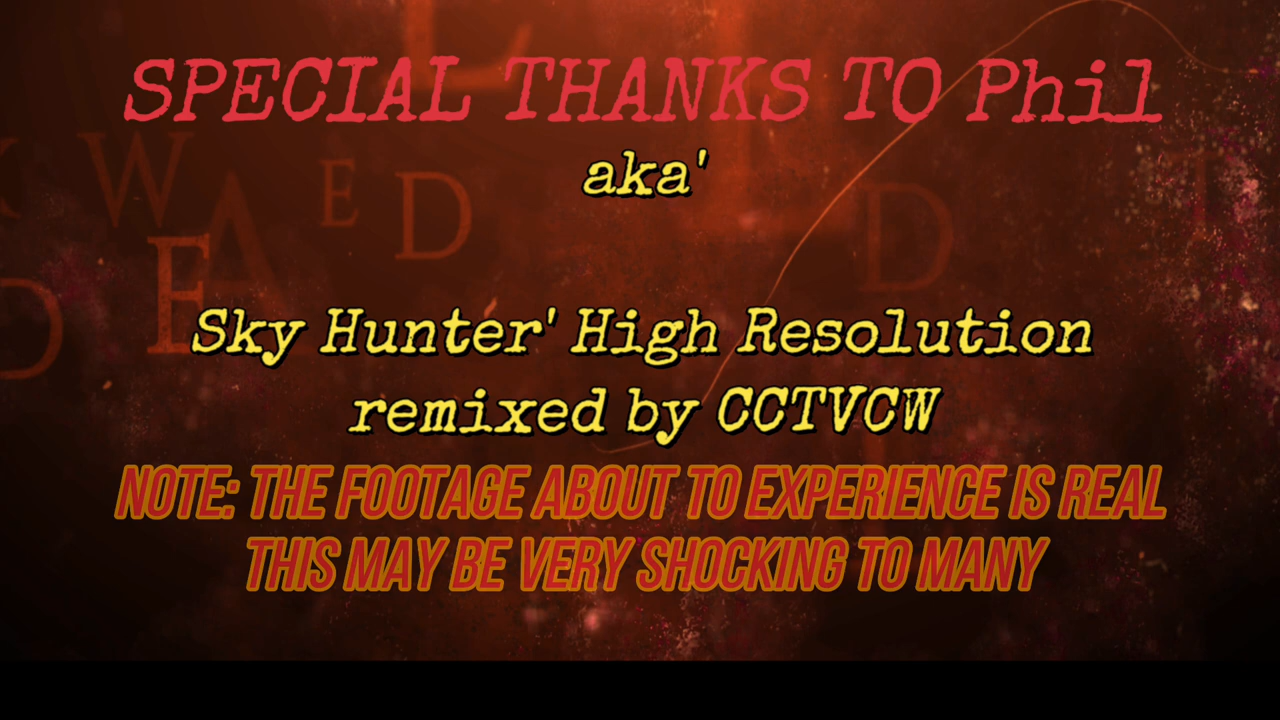 SPECIAL THANKS TO Phil
aka'
K W E D D
E A
D
Sky Hunter' High Resolution
remixed by CCTVCW
NOTE: THE FOOTAGE ABOUT TO EXPERIENCE IS REAL
THIS MAY BE VERY SHOCKING TO MANY